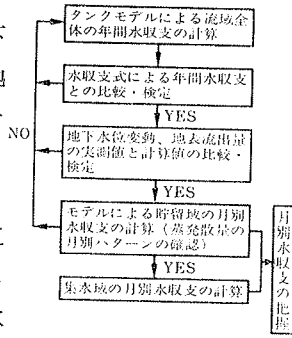 タンクモデルによる流域全
体の年間水収支の計算
水収支式による年間水収支
との比較・検定
YES
NO
地下水位変動、地表流出量
の実測値と計算値の比較・
検定
YES
モデルによる貯留域の月別
水収支の計算(蒸発散量の
月別パターンの確認)
YES
集水域の月別水収支の計算
月別水収支の把握